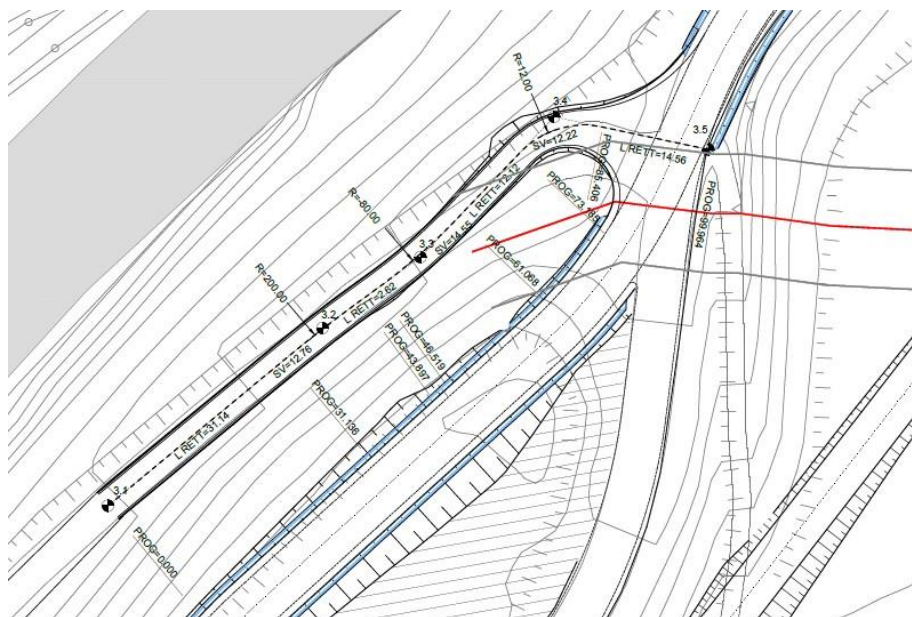 R=12.00
3.4
3.5
SV=12.22
L RETT=14.56
PROG=85.406
L RETT=12.12
R=-80.00
PROG=99.964
3.3
SV=14.55
PROG=61.068
R=200.00
3.2
L RETT=2.62
PROG=46.519
PROG=43.897
SV=12.76
PROG=31.136
L RETT=31.14
3.1
PROG=0.000